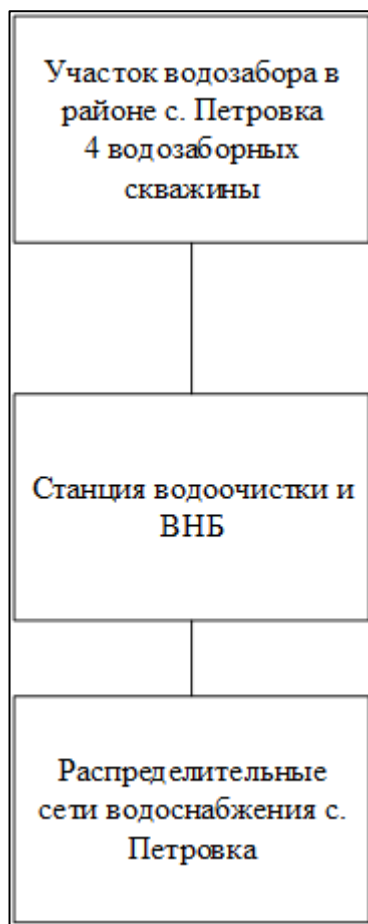 Участок водозабора в
районе с. Петровка
4 водозаборных
скважины
Станция водоочистки и
ВНБ
Распределительные
сети водоснабжения с.
Петровка